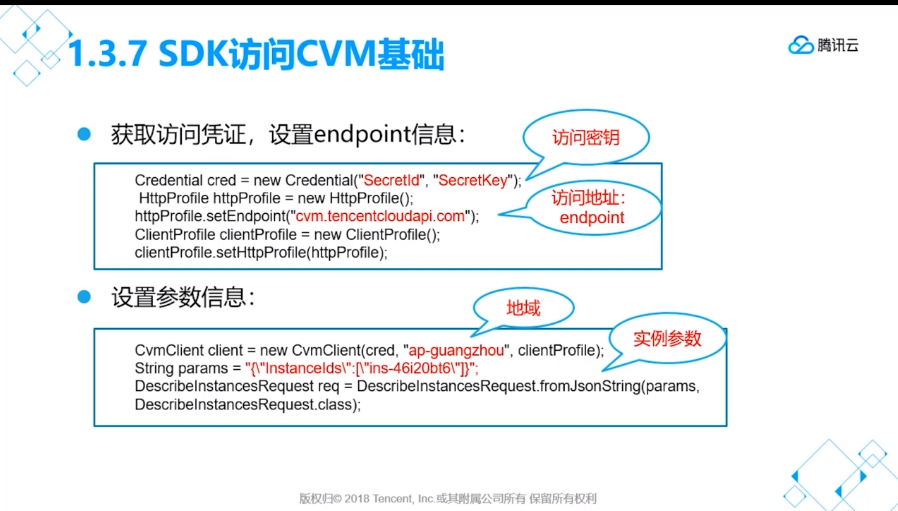 1.3.7 SDK访问CVM基础
腾讯云
获取访问凭证，设置endpoint信息：
访问密钥
Credential cred = new Credential("SecretId", "SecretKey");
HttpProfile httpProfile = new HttpProfile();
httpProfile.setEndpoint("cvm.tencentcloudapi.com");
ClientProfile clientProfile = new ClientProfile();
clientProfile.setHttpProfile(httpProfile);
访问地址：
endpoint
设置参数信息：
地域
实例参数
CvmClient client = new CvmClient(cred, "ap-guangzhou", clientProfile);
String params = "{\"InstanceIds\":[\"ins-46i20bt6\"]}";
DescribeInstancesRequest req = DescribeInstancesRequest.fromJsonString(params,
DescribeInstancesRequest.class);
版权归© 2018 Tencent, Inc.或其附属公司所有 保留所有权利